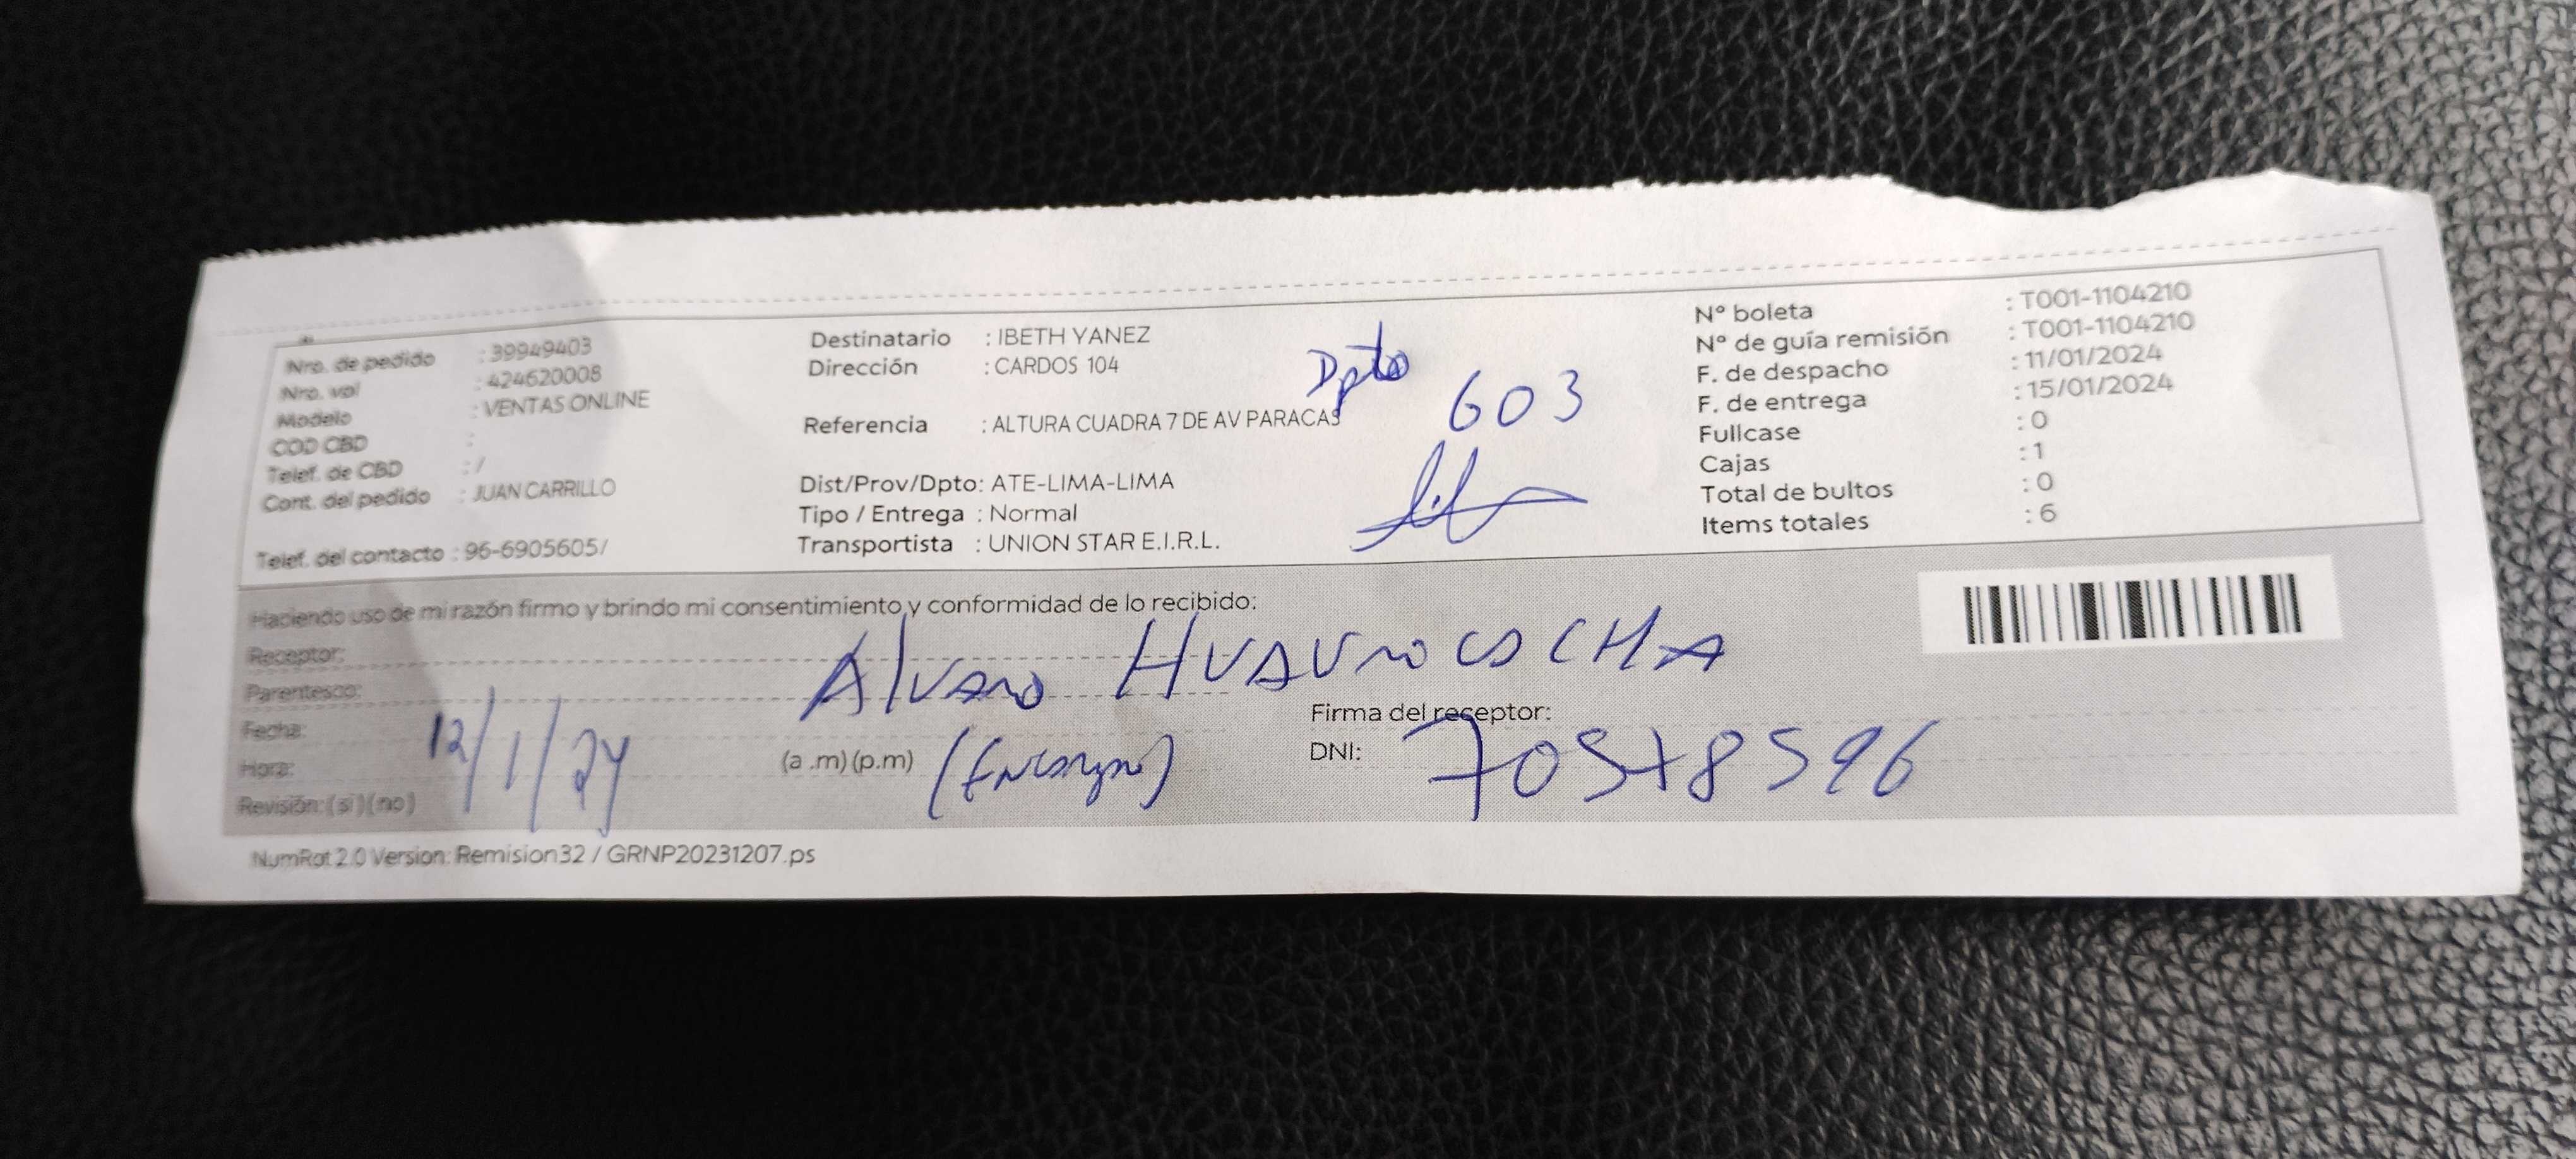 Nro. de pedido : 39949403
Nro. val : 424620008
Modelo : VENTAS ONLINE
COD CBD :
Telef. de CBD : /
Cont. del pedido : JUAN CARRILLO
Telef. del contacto : 96-6905605/
Destinatario : IBETH YANEZ
Dirección : CARDOS 104
Referencia : ALTURA CUADRA 7 DE AV PARACAS
Dist/Prov/Dpto: ATE-LIMA-LIMA
Tipo / Entrega : Normal
Transportista : UNION STAR E.I.R.L.
Dpto 603
N° boleta : T001-1104210
N° de guía remisión : T001-1104210
F. de despacho : 11/01/2024
F. de entrega : 15/01/2024
Fullcase : 0
Cajas : 1
Total de bultos : 0
Items totales : 6
Haciendo uso de mi razón firmo y brindo mi consentimiento y conformidad de lo recibido:
Receptor: Alvaro
Parentesco:
Fecha: 12/1/24
Hora: (a .m) (p.m)
Revisión: ( si ) ( no )
Firma del receptor:
DNI: 70578596
NumRot 2.0 Version: Remision32 / GRNP20231207.ps